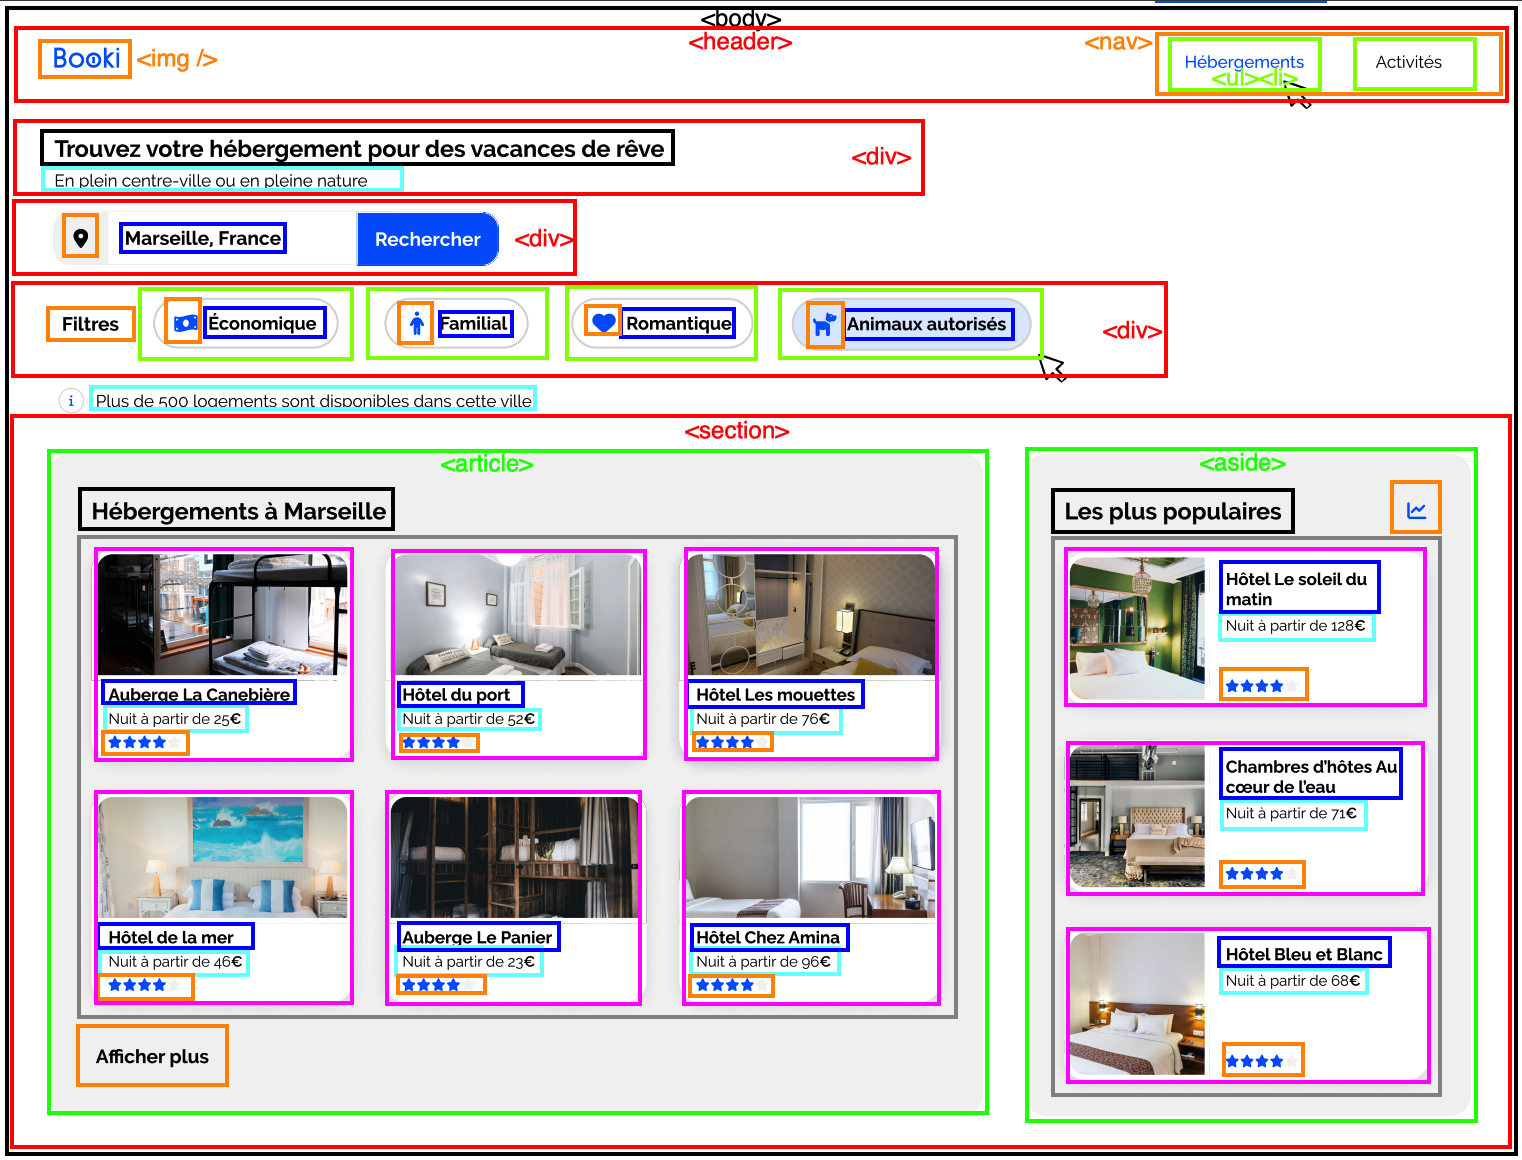 <body>
<header>
Booki <img /> <nav> Hébergements Activités
<ul><li>
Trouvez votre hébergement pour des vacances de rêve
<div>
En plein centre-ville ou en pleine nature
Marseille, France Rechercher <div>
Filtres Économique Familial Romantique Animaux autorisés <div>
i Plus de 500 logements sont disponibles dans cette ville
<section>
<article>
Hébergements à Marseille
Auberge La Canebière
Nuit à partir de 25€
Hôtel du port
Nuit à partir de 52€
Hôtel Les mouettes
Nuit à partir de 76€
Hôtel de la mer
Nuit à partir de 46€
Auberge Le Panier
Nuit à partir de 23€
Hôtel Chez Amina
Nuit à partir de 96€
Afficher plus
<aside>
Les plus populaires
Hôtel Le soleil du
matin
Nuit à partir de 128€
Chambres d'hôtes Au
cœur de l'eau
Nuit à partir de 71€
Hôtel Bleu et Blanc
Nuit à partir de 68€